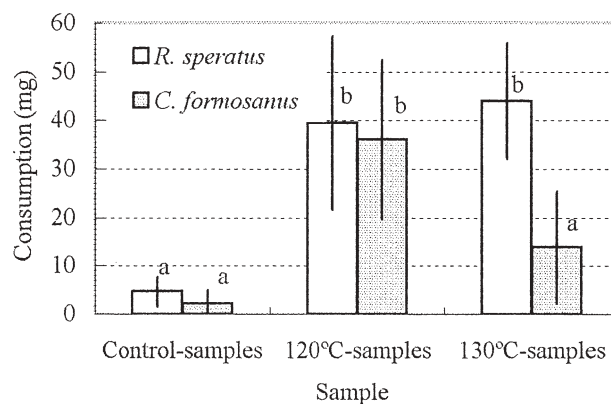 60
50
40
30
20
10
0
Consumption (mg)
R. speratus
C. formosanus
a
a
b
b
b
a
Control-samples
120ºC-samples
130ºC-samples
Sample